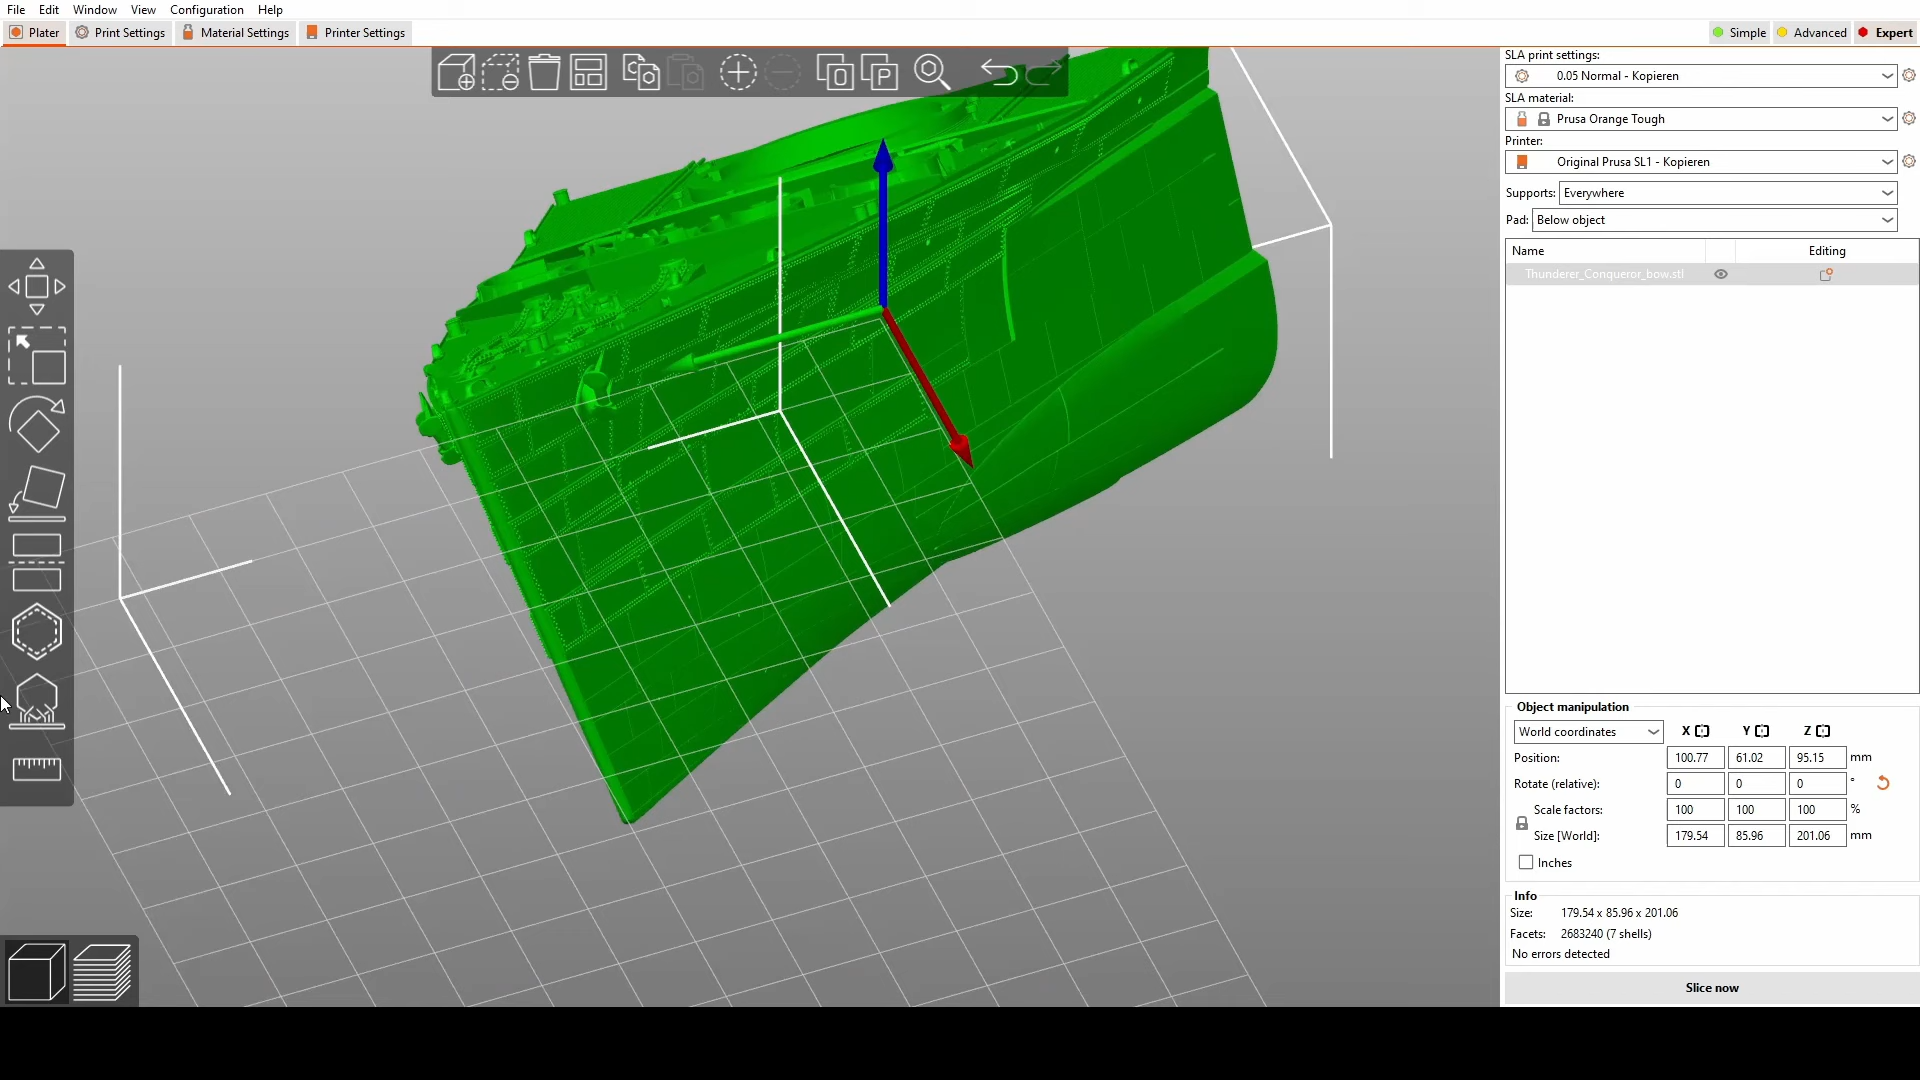 File Edit Window View Configuration Help
Plater Print Settings Material Settings Printer Settings Simple Advanced Expert
SLA print settings:
0.05 Normal - Kopieren
SLA material:
Prusa Orange Tough
Printer:
Original Prusa SL1 - Kopieren
Supports: Everywhere
Pad: Below object
Name Editing
Thunderer_Conqueror_bow.stl
Object manipulation
World coordinates X Y Z
Position: 100.77 61.02 95.15 mm
Rotate (relative): 0 0 0 °
Scale factors: 100 100 100 %
Size [World]: 179.54 85.96 201.06 mm
Inches
Info
Size: 179.54 x 85.96 x 201.06
Facets: 2683240 (7 shells)
No errors detected
Slice now